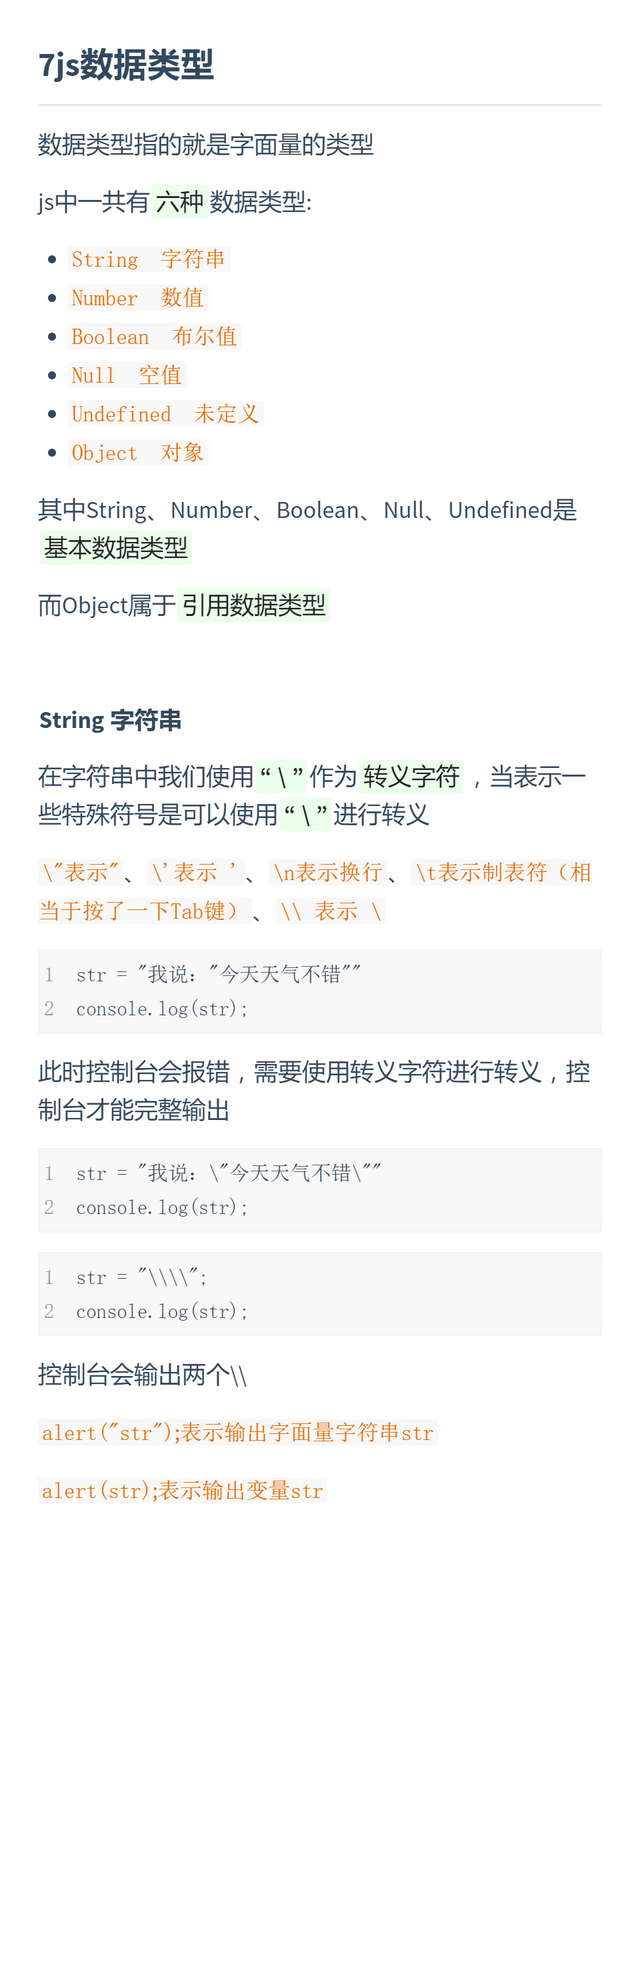 7js数据类型
数据类型指的就是字面量的类型
js中一共有 六种 数据类型:
String 字符串
Number 数值
Boolean 布尔值
Null 空值
Undefined 未定义
Object 对象
其中String、Number、Boolean、Null、Undefined是
基本数据类型
而Object属于 引用数据类型
String 字符串
在字符串中我们使用 “ \ ” 作为 转义字符 ，当表示一
些特殊符号是可以使用 “ \ ” 进行转义
\"表示"、 \'表示 ' 、 \n表示换行、 \t表示制表符（相
当于按了一下Tab键） 、 \\ 表示 \
1 str = "我说："今天天气不错""
2 console.log(str);
此时控制台会报错，需要使用转义字符进行转义，控
制台才能完整输出
1 str = "我说：\"今天天气不错\""
2 console.log(str);
1 str = "\\\\";
2 console.log(str);
控制台会输出两个\\
alert("str");表示输出字面量字符串str
alert(str);表示输出变量str